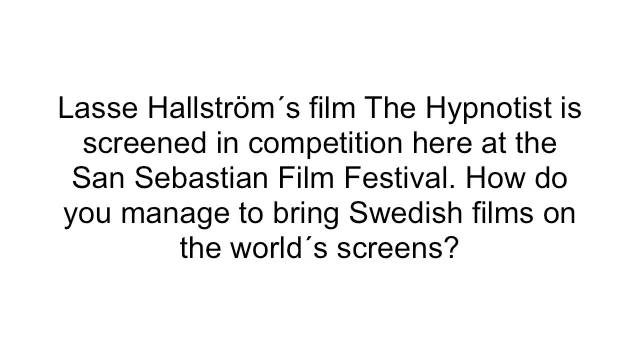 Lasse Hallström´s film The Hypnotist is
screened in competition here at the
San Sebastian Film Festival. How do
you manage to bring Swedish films on
the world´s screens?